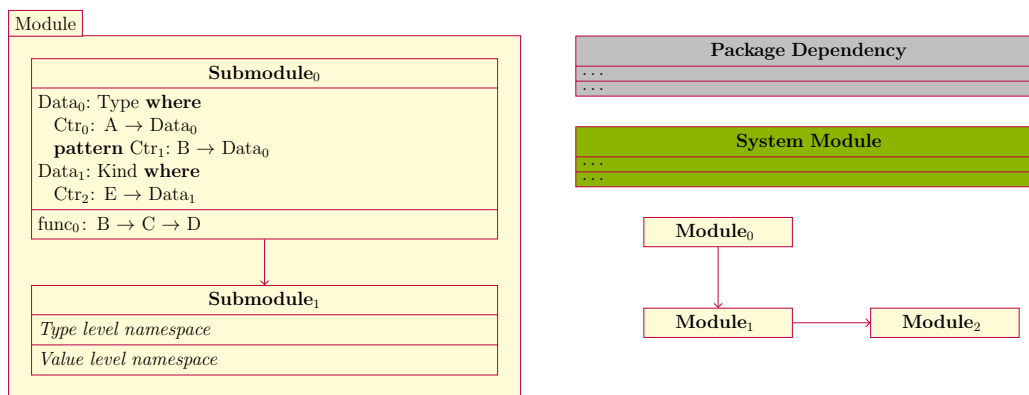 Module
Submodule₀
Data₀: Type where
Ctr₀: A → Data₀
pattern Ctr₁: B → Data₀
Data₁: Kind where
Ctr₂: E → Data₁
func₀: B → C → D
Submodule₁
Type level namespace
Value level namespace
Package Dependency
...
...
System Module
...
...
Module₀
Module₁
Module₂